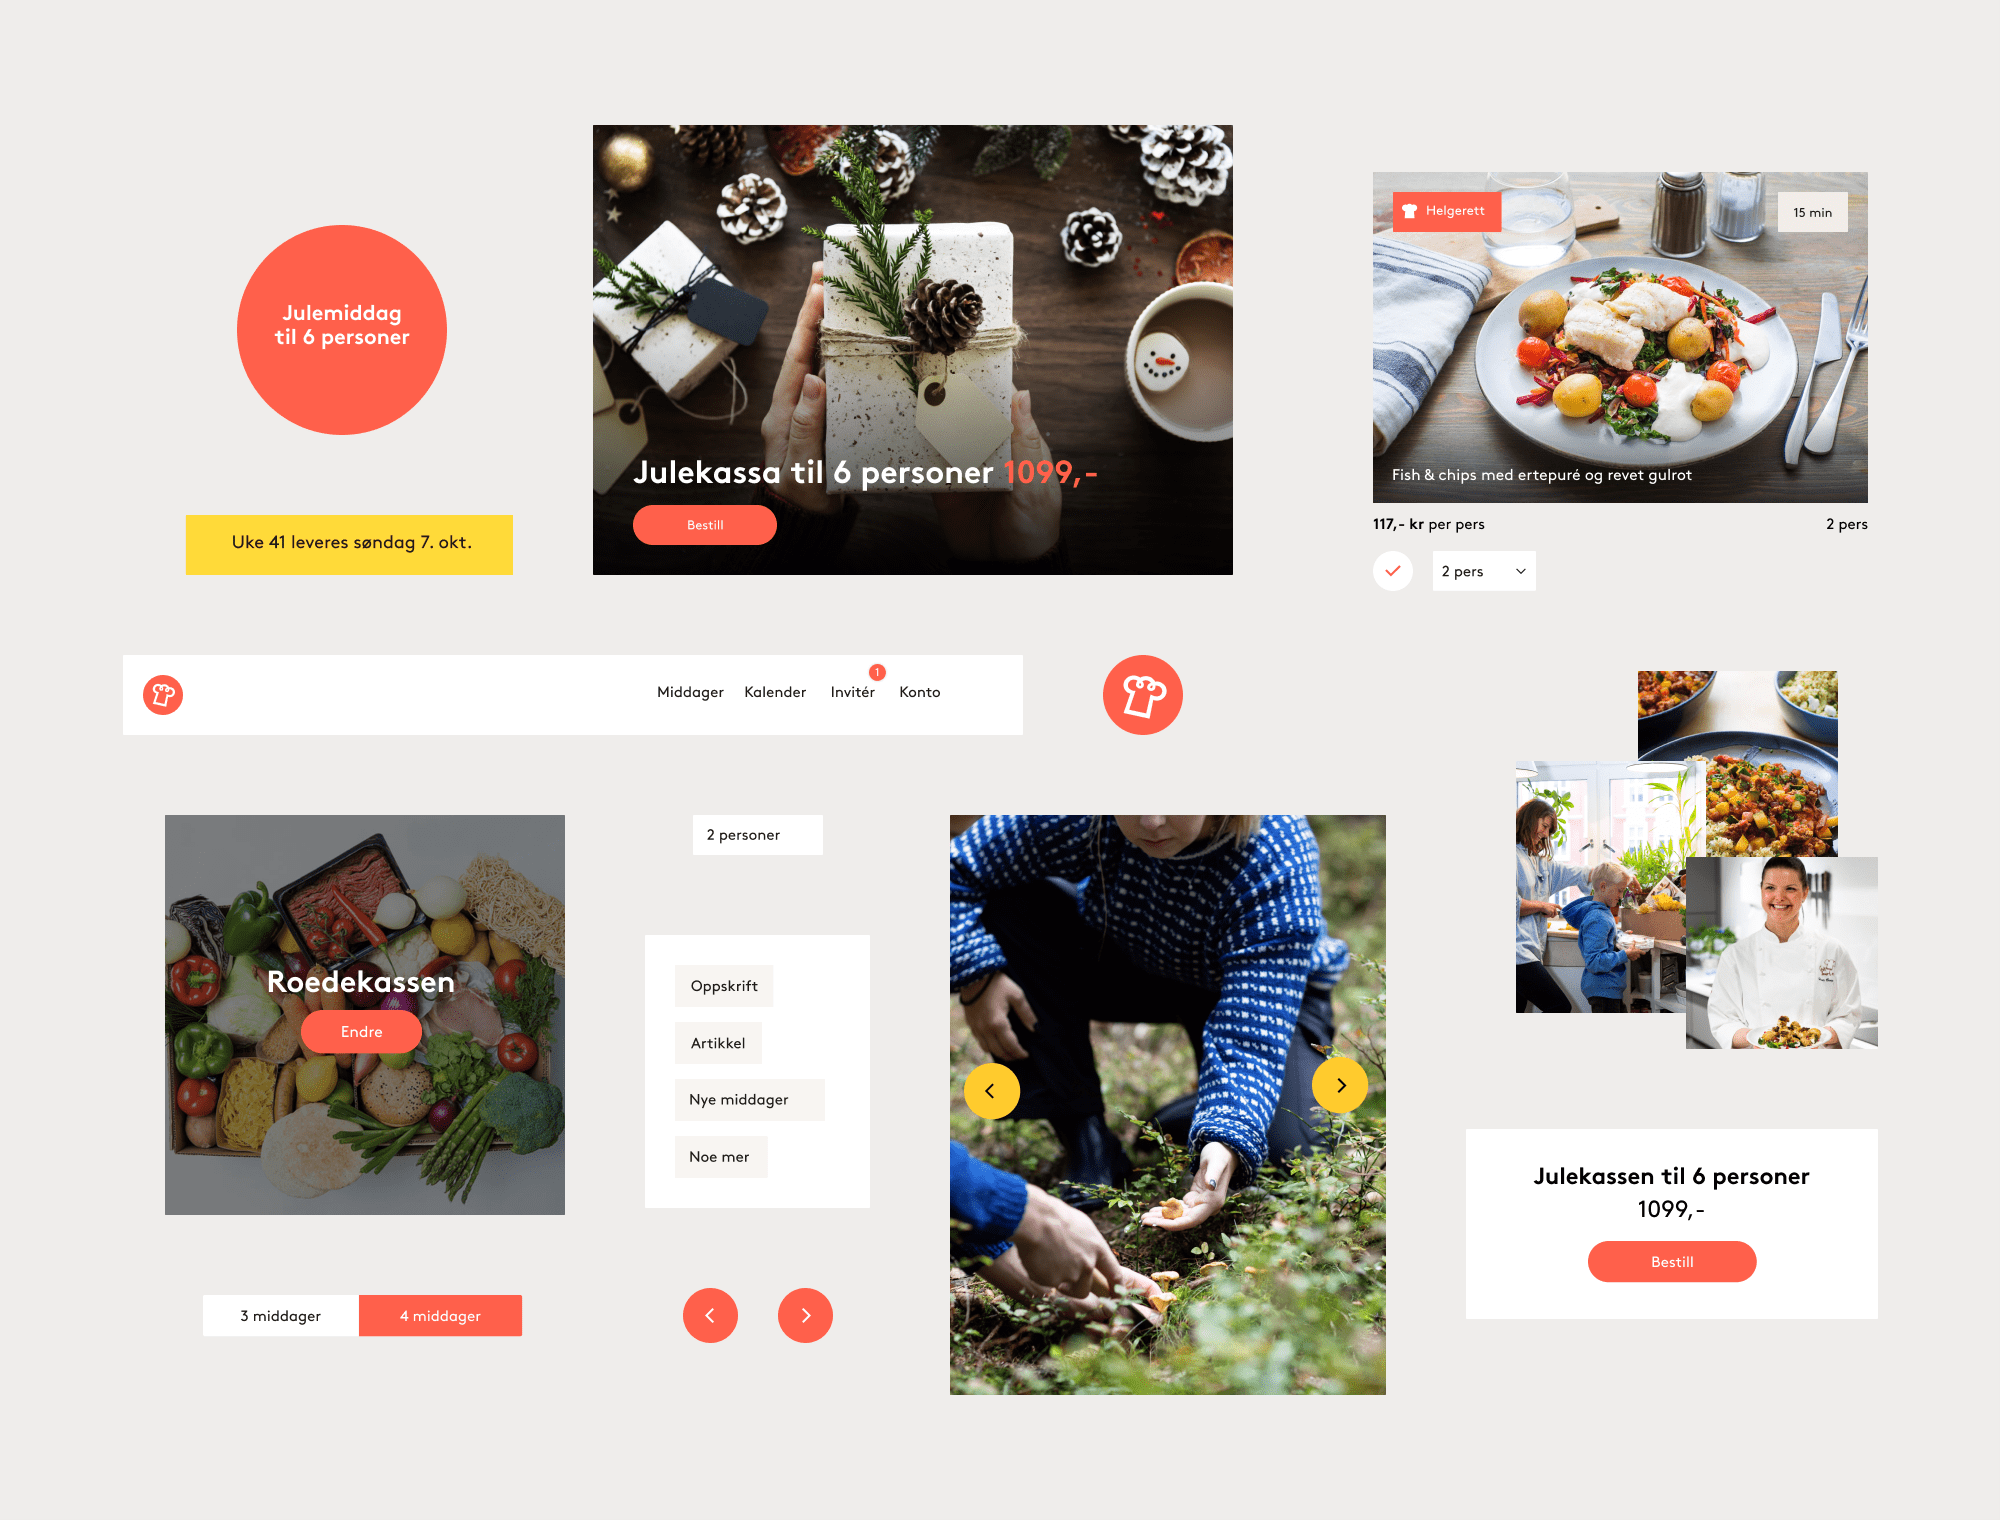 Julemiddag
til 6 personer
Uke 41 leveres søndag 7. okt.
Julekassa til 6 personer 1099,-
Bestill
Helgerett
15 min
Fish & chips med ertepuré og revet gulrot
117,- kr per pers
2 pers
2 pers
Middager
Kalender
Invitér
1
Konto
Roedekassen
Endre
2 personer
Oppskrift
Artikkel
Nye middager
Noe mer
3 middager
4 middager
Julekassen til 6 personer
1099,-
Bestill